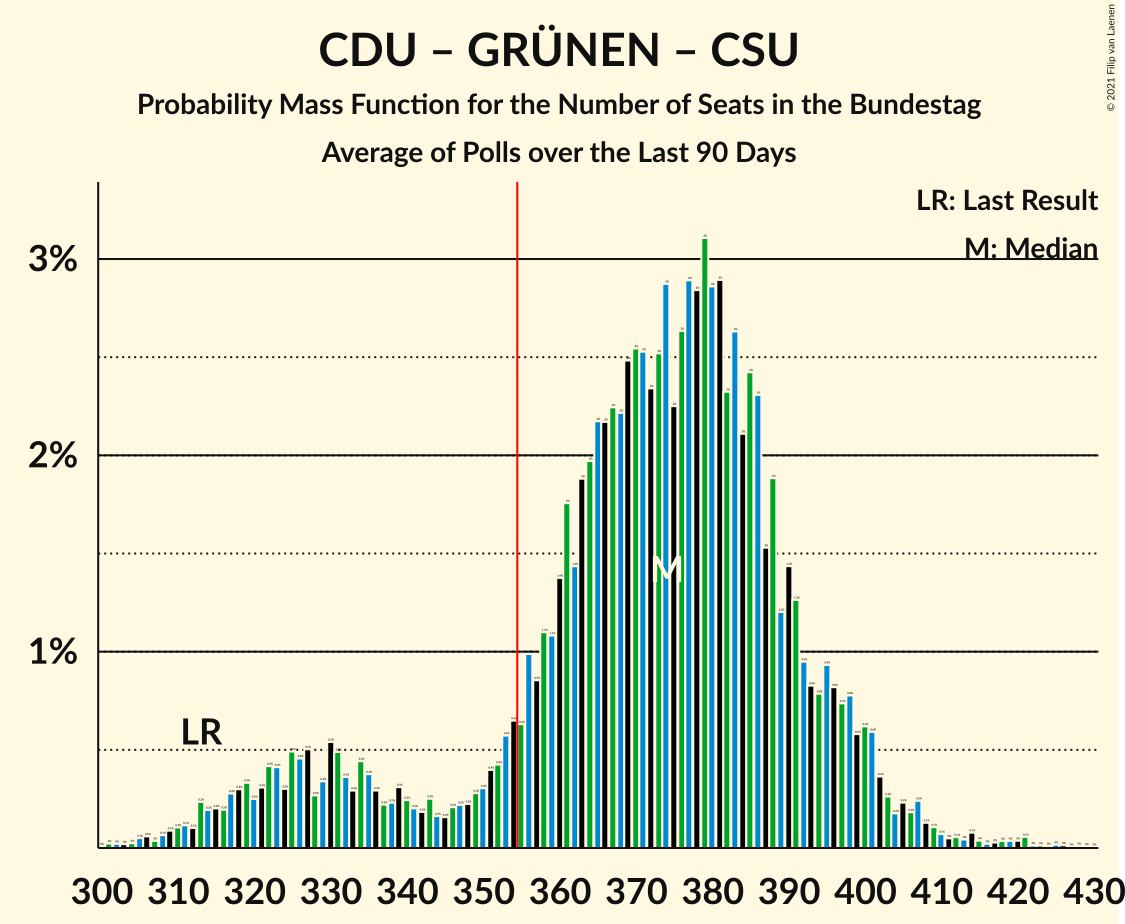 CDU – GRÜNEN – CSU
Probability Mass Function for the Number of Seats in the Bundestag
Average of Polls over the Last 90 Days
© 2021 Filip van Laenen
LR: Last Result
M: Median
3%
2%
1%
LR
M
300 310 320 330 340 350 360 370 380 390 400 410 420 430